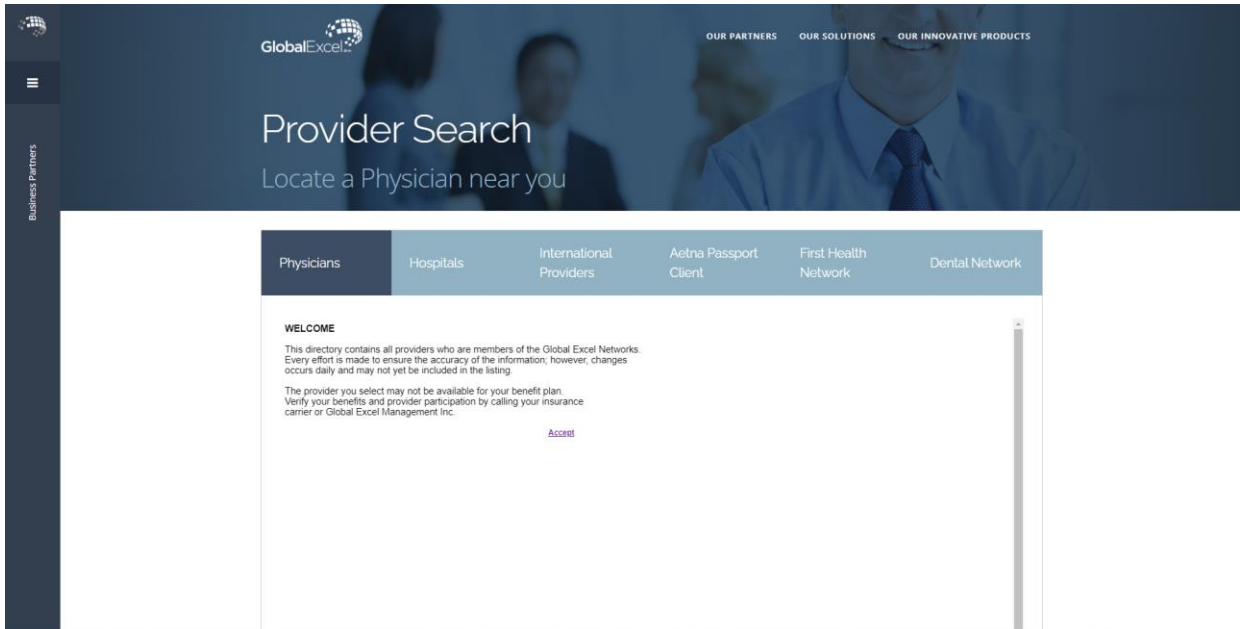 GlobalExcel
OUR PARTNERS OUR SOLUTIONS OUR INNOVATIVE PRODUCTS
Business Partners
Provider Search
Locate a Physician near you
Physicians
Hospitals
International
Providers
Aetna Passport
Client
First Health
Network
Dental Network
WELCOME
This directory contains all providers who are members of the Global Excel Networks.
Every effort is made to ensure the accuracy of the information; however, changes
occurs daily and may not yet be included in the listing.
The provider you select may not be available for your benefit plan.
Verify your benefits and provider participation by calling your insurance
carrier or Global Excel Management Inc.
Accept